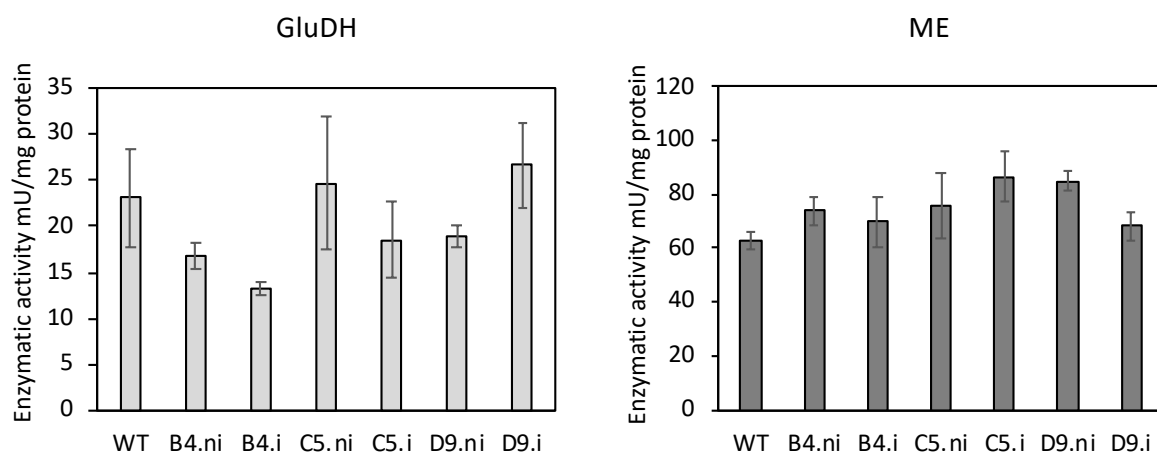 GluDH
Enzymatic activity mU/mg protein
35
30
25
20
15
10
5
0
WT B4.ni B4.i C5.ni C5.i D9.ni D9.i
ME
Enzymatic activity mU/mg protein
120
100
80
60
40
20
0
WT B4.ni B4.i C5.ni C5.i D9.ni D9.i